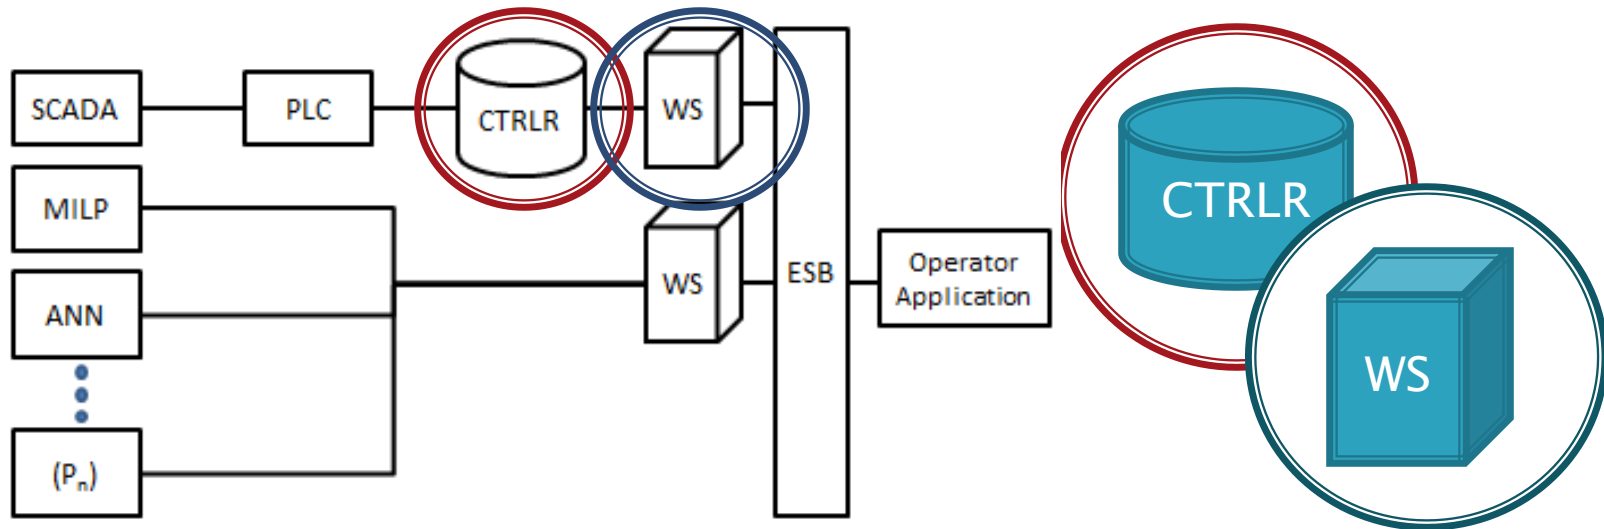 SCADA
PLC
CTRLR
WS
MILP
ANN
(Pn)
WS
ESB
Operator
Application
CTRLR
WS